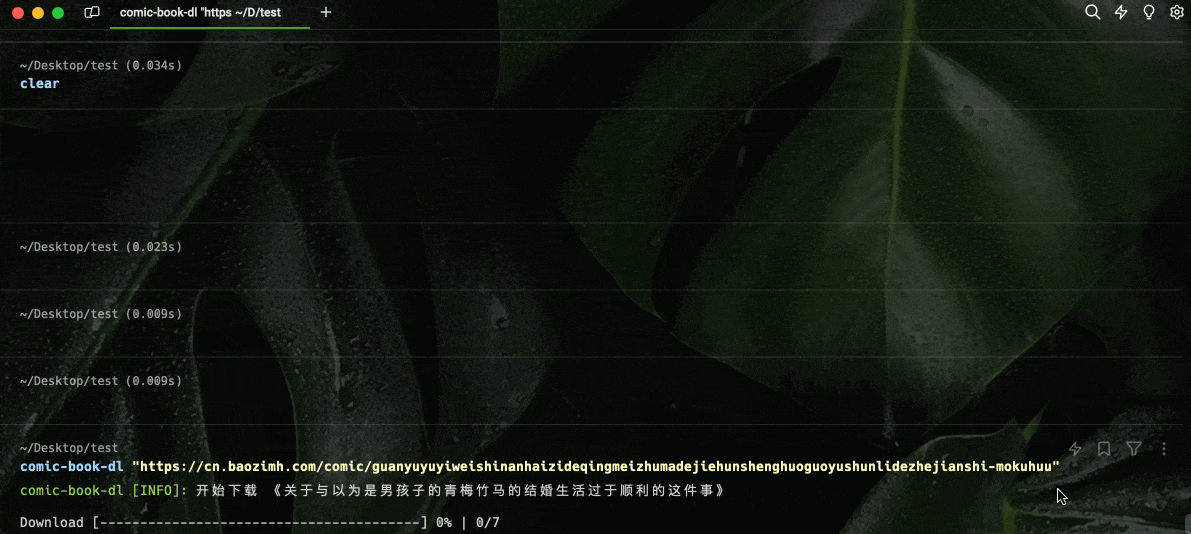 comic-book-dl "https ~/D/test
~/Desktop/test (0.034s)
clear
~/Desktop/test (0.023s)
~/Desktop/test (0.009s)
~/Desktop/test (0.009s)
~/Desktop/test
comic-book-dl "https://cn.baozimh.com/comic/guanyuyuyiweishinanhaizideqingmeizhumadejiehunshenghuoguoyushunlidezhejianshi-mokuhuu"
comic-book-dl [INFO]: 开始下载 《关于与以为是男孩子的青梅竹马的结婚生活过于顺利的这件事》
Download [----------------------------------------] 0% | 0/7